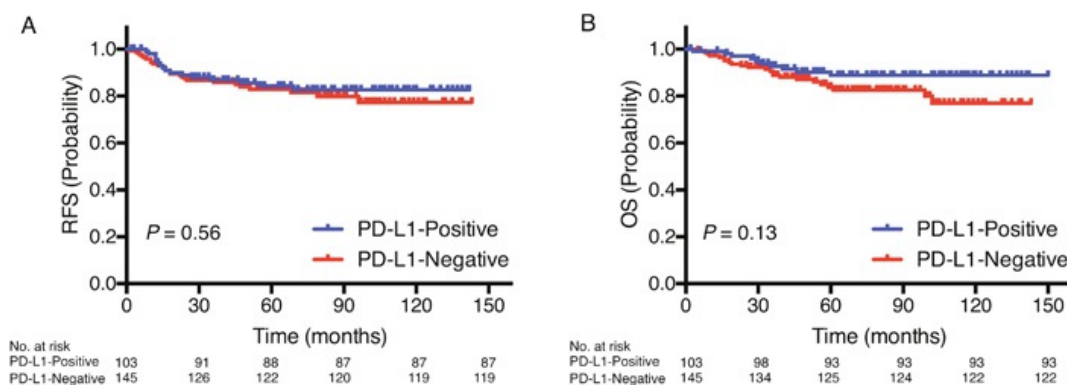 A
RFS (Probability)
1.0
0.8
0.6
0.4
0.2
0.0
P = 0.56
PD-L1-Positive
PD-L1-Negative
0 30 60 90 120 150
Time (months)
No. at risk
PD-L1-Positive 103 91 88 87 87 87
PD-L1-Negative 145 126 122 120 119 119
B
OS (Probability)
1.0
0.8
0.6
0.4
0.2
0.0
P = 0.13
PD-L1-Positive
PD-L1-Negative
0 30 60 90 120 150
Time (months)
No. at risk
PD-L1-Positive 103 98 93 93 93 93
PD-L1-Negative 145 134 125 124 122 122